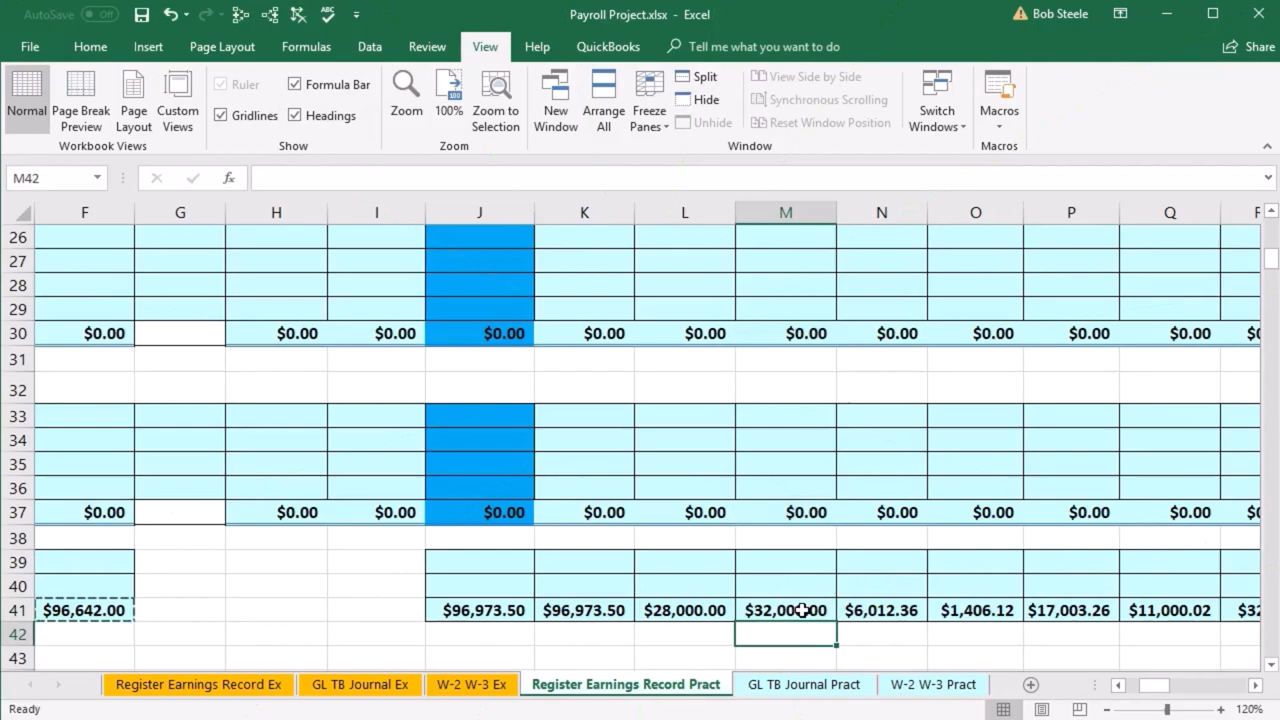 AutoSave Off
Payroll Project.xlsx - Excel
Bob Steele
File Home Insert Page Layout Formulas Data Review View Help QuickBooks Tell me what you want to do Share
Normal
Page Break Preview
Page Layout
Custom Views
Workbook Views
Ruler
Formula Bar
Gridlines
Headings
Show
Zoom
100%
Zoom to Selection
Zoom
New Window
Arrange All
Freeze Panes
Split
Hide
Unhide
View Side by Side
Synchronous Scrolling
Reset Window Position
Switch Windows
Window
Macros
Macros
M42 fx
F G H I J K L M N O P Q
26
27
28
29
30 $0.00 $0.00 $0.00 $0.00 $0.00 $0.00 $0.00 $0.00 $0.00 $0.00 $0.00
31
32
33
34
35
36
37 $0.00 $0.00 $0.00 $0.00 $0.00 $0.00 $0.00 $0.00 $0.00 $0.00 $0.00
38
39
40
41 $96,642.00 $96,973.50 $96,973.50 $28,000.00 $32,000.00 $6,012.36 $1,406.12 $17,003.26 $11,000.02
42
43
Register Earnings Record Ex GL TB Journal Ex W-2 W-3 Ex Register Earnings Record Pract GL TB Journal Pract W-2 W-3 Pract
Ready 120%